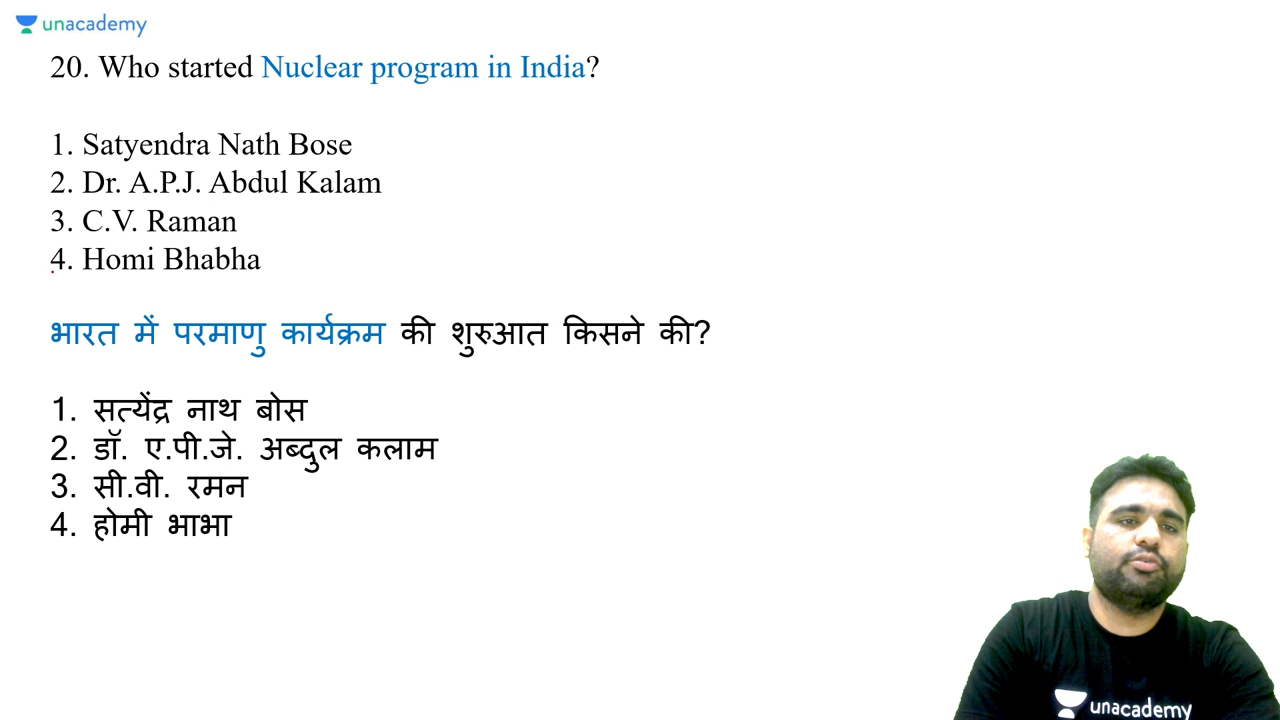 unacademy
20. Who started Nuclear program in India?
1. Satyendra Nath Bose
2. Dr. A.P.J. Abdul Kalam
3. C.V. Raman
4. Homi Bhabha
भारत में परमाणु कार्यक्रम की शुरुआत किसने की?
1. सत्येंद्र नाथ बोस
2. डॉ. ए.पी.जे. अब्दुल कलाम
3. सी.वी. रमन
4. होमी भाभा
unacademy